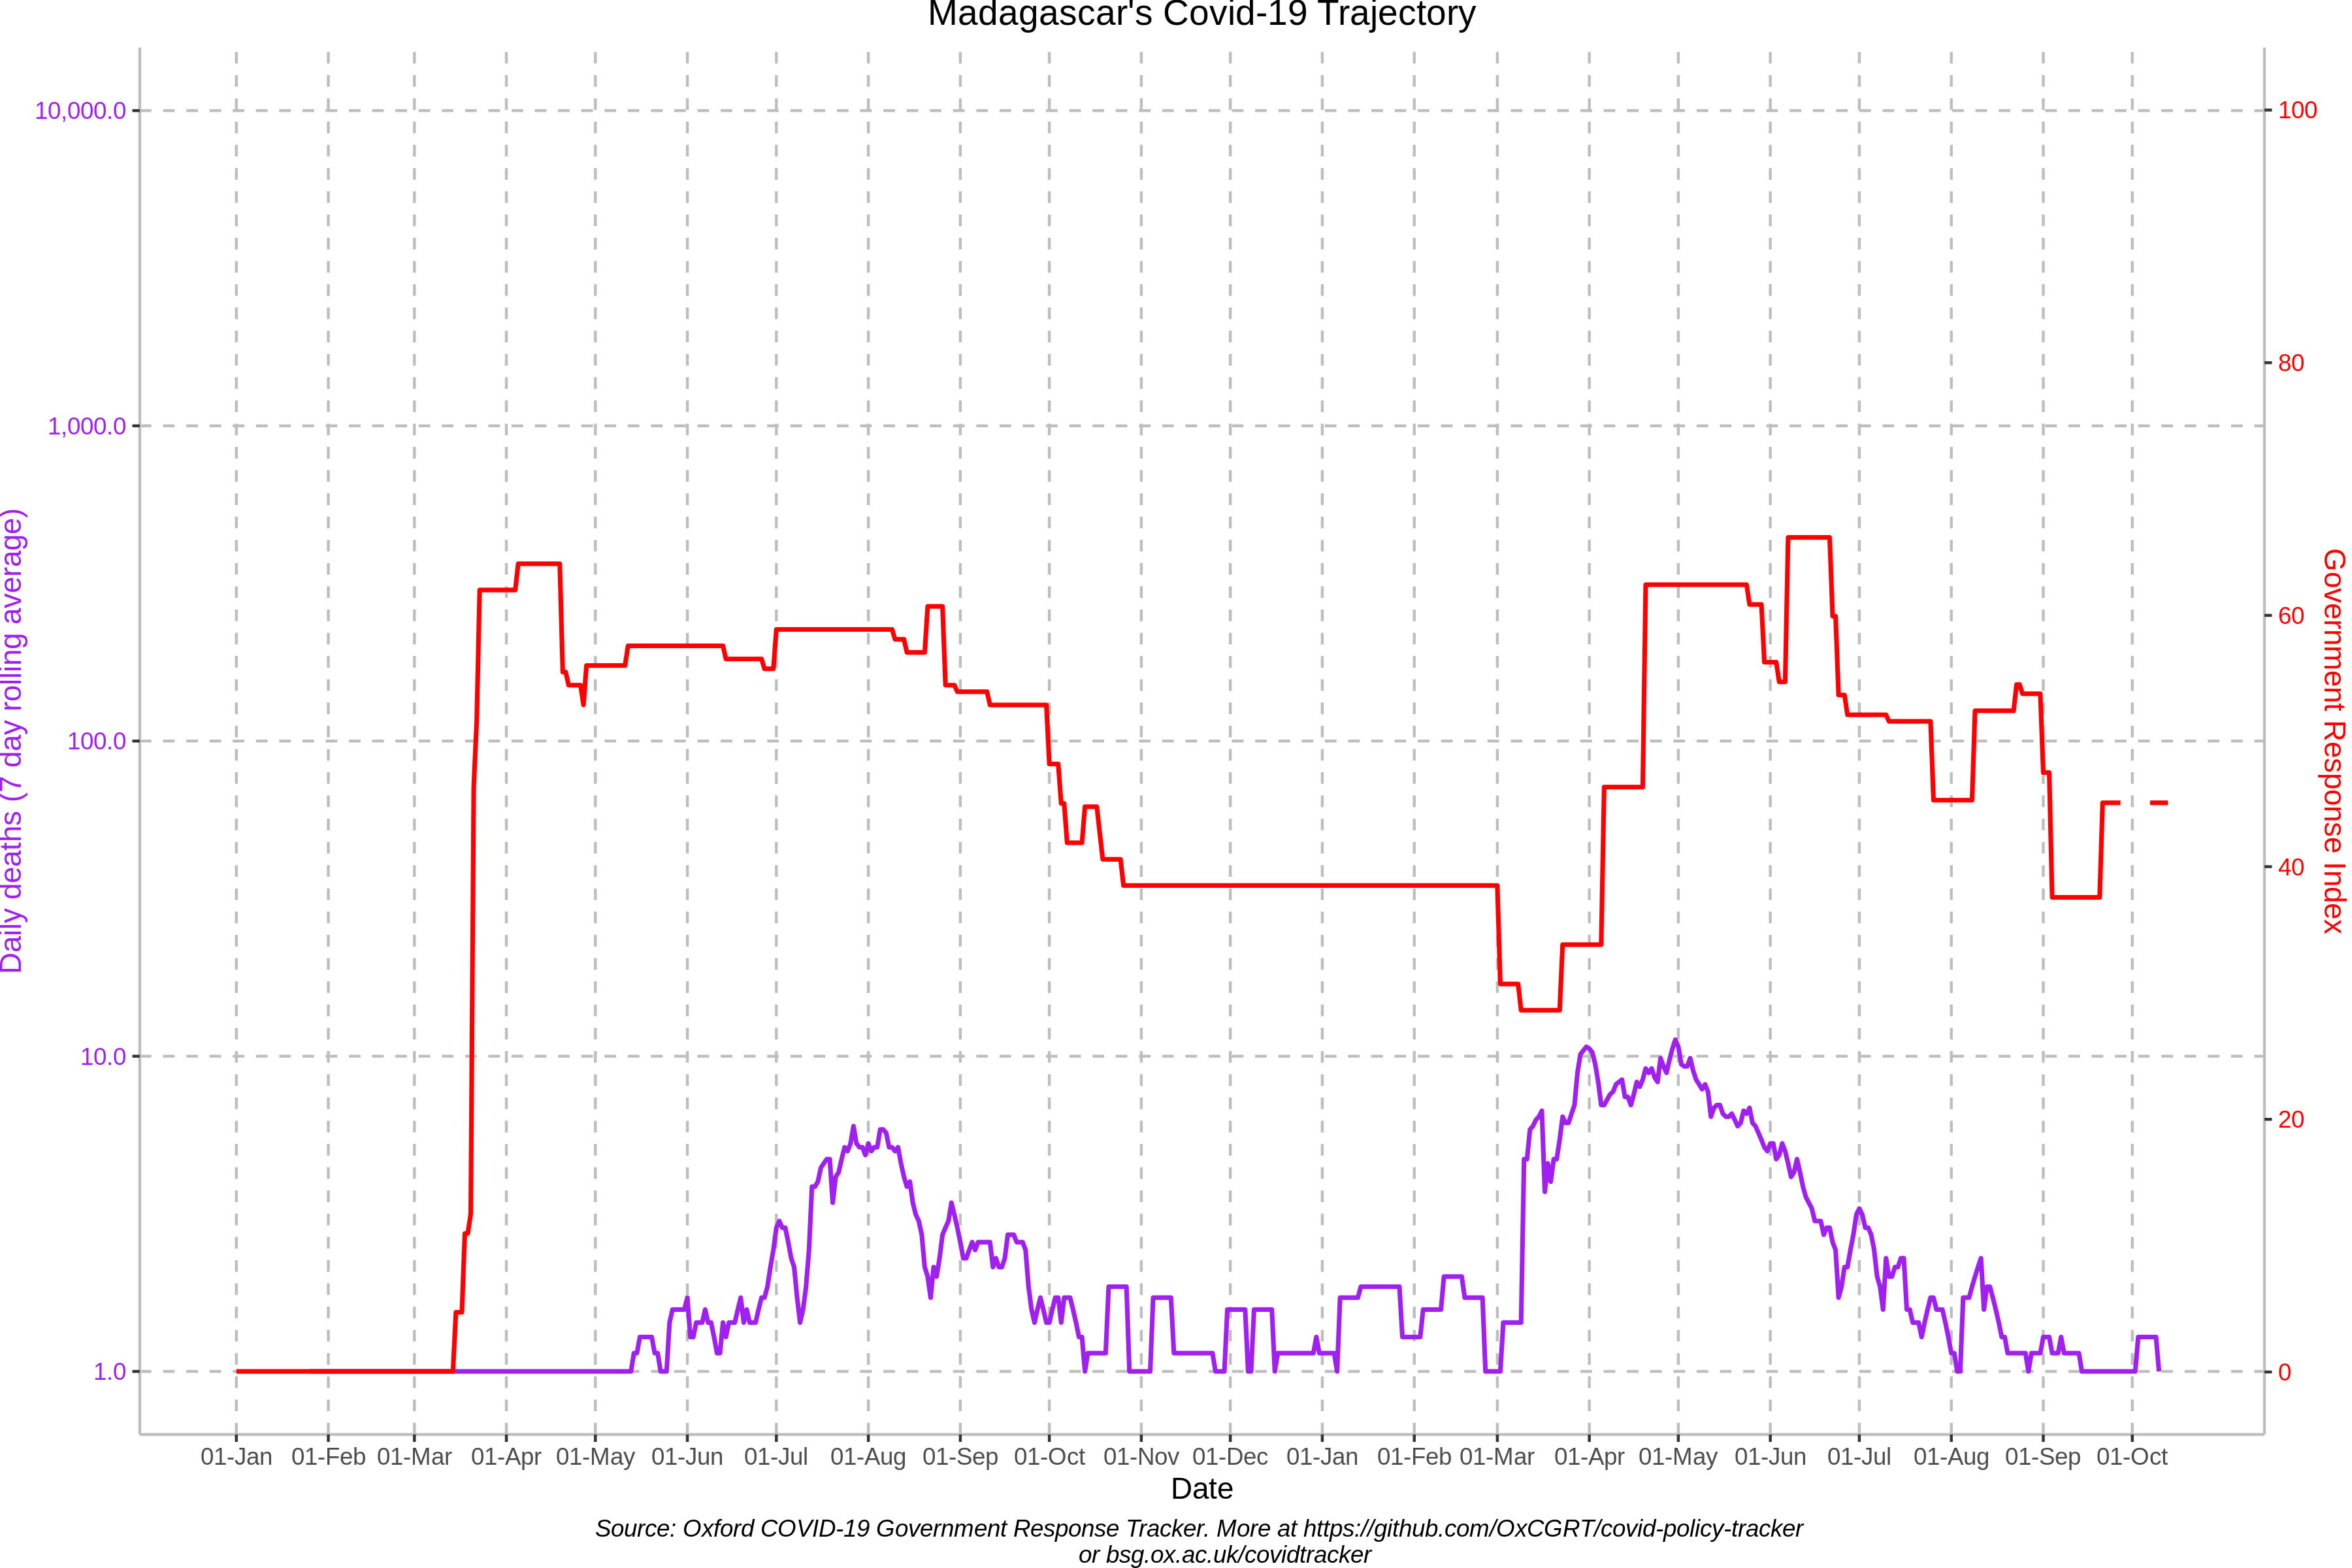 Madagascar's Covid-19 Trajectory
10,000.0
1,000.0
100.0
10.0
1.0
Daily deaths (7 day rolling average)
100
80
60
40
20
0
Government Response Index
01-Jan 01-Feb 01-Mar 01-Apr 01-May 01-Jun 01-Jul 01-Aug 01-Sep 01-Oct 01-Nov 01-Dec 01-Jan 01-Feb 01-Mar 01-Apr 01-May 01-Jun 01-Jul 01-Aug 01-Sep 01-Oct
Date
Source: Oxford COVID-19 Government Response Tracker. More at https://github.com/OxCGRT/covid-policy-tracker
or bsg.ox.ac.uk/covidtracker